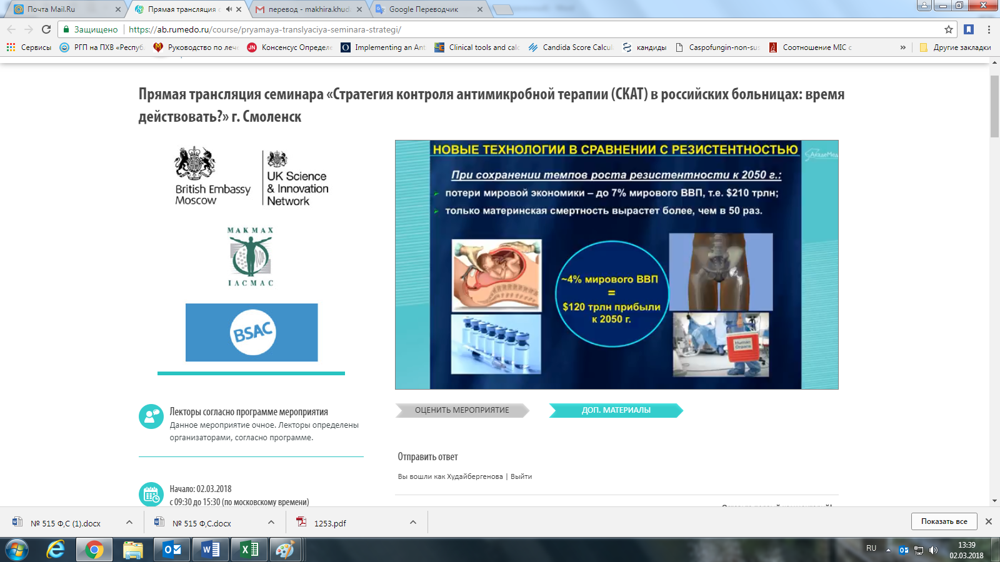 Почта Mail.Ru
Прямая трансляция с
перевод - makhira.khud
Google Переводчик
Защищено
https://ab.rumedo.ru/course/pryamaya-translyaciya-seminara-strategi/
Сервисы
РГП на ПХВ «Респуб
Руководство по лече
Консенсус Определе
Implementing an Ant
Clinical tools and calc
Candida Score Calcul
кандиды
Caspofungin-non-sus
Соотношение MIC с
»
Другие закладки
Прямая трансляция семинара «Стратегия контроля антимикробной терапии (СКАТ) в российских больницах: время
действовать?» г. Смоленск
British Embassy
Moscow
UK Science
& Innovation
Network
МАКМАХ
IACMAC
BSAC
НОВЫЕ ТЕХНОЛОГИИ В СРАВНЕНИИ С РЕЗИСТЕНТНОСТЬЮ
АкадеМед
При сохранении темпов роста резистентности к 2050 г.:
потери мировой экономики – до 7% мирового ВВП, т.е. $210 трлн;
только материнская смертность вырастет более, чем в 50 раз.
~4% мирового ВВП
=
$120 трлн прибыли
к 2050 г.
Human
Organs
ОЦЕНИТЬ МЕРОПРИЯТИЕ
ДОП. МАТЕРИАЛЫ
Лекторы согласно программе мероприятия
Данное мероприятие очное. Лекторы определены
организаторами, согласно программе.
Отправить ответ
Вы вошли как Худайбергенова | Выйти
Начало: 02.03.2018
с 09:30 до 15:30 (по московскому времени)
№ 515 Ф,С (1).docx
№ 515 Ф,С.docx
1253.pdf
Показать все
RU
13:39
02.03.2018